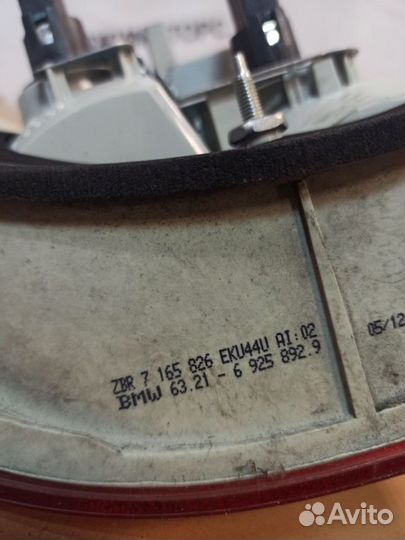 ZBR 7 165 826 EKU44U AI:02
BMW 63.21 - 6 925 892.9
05/12
Avito